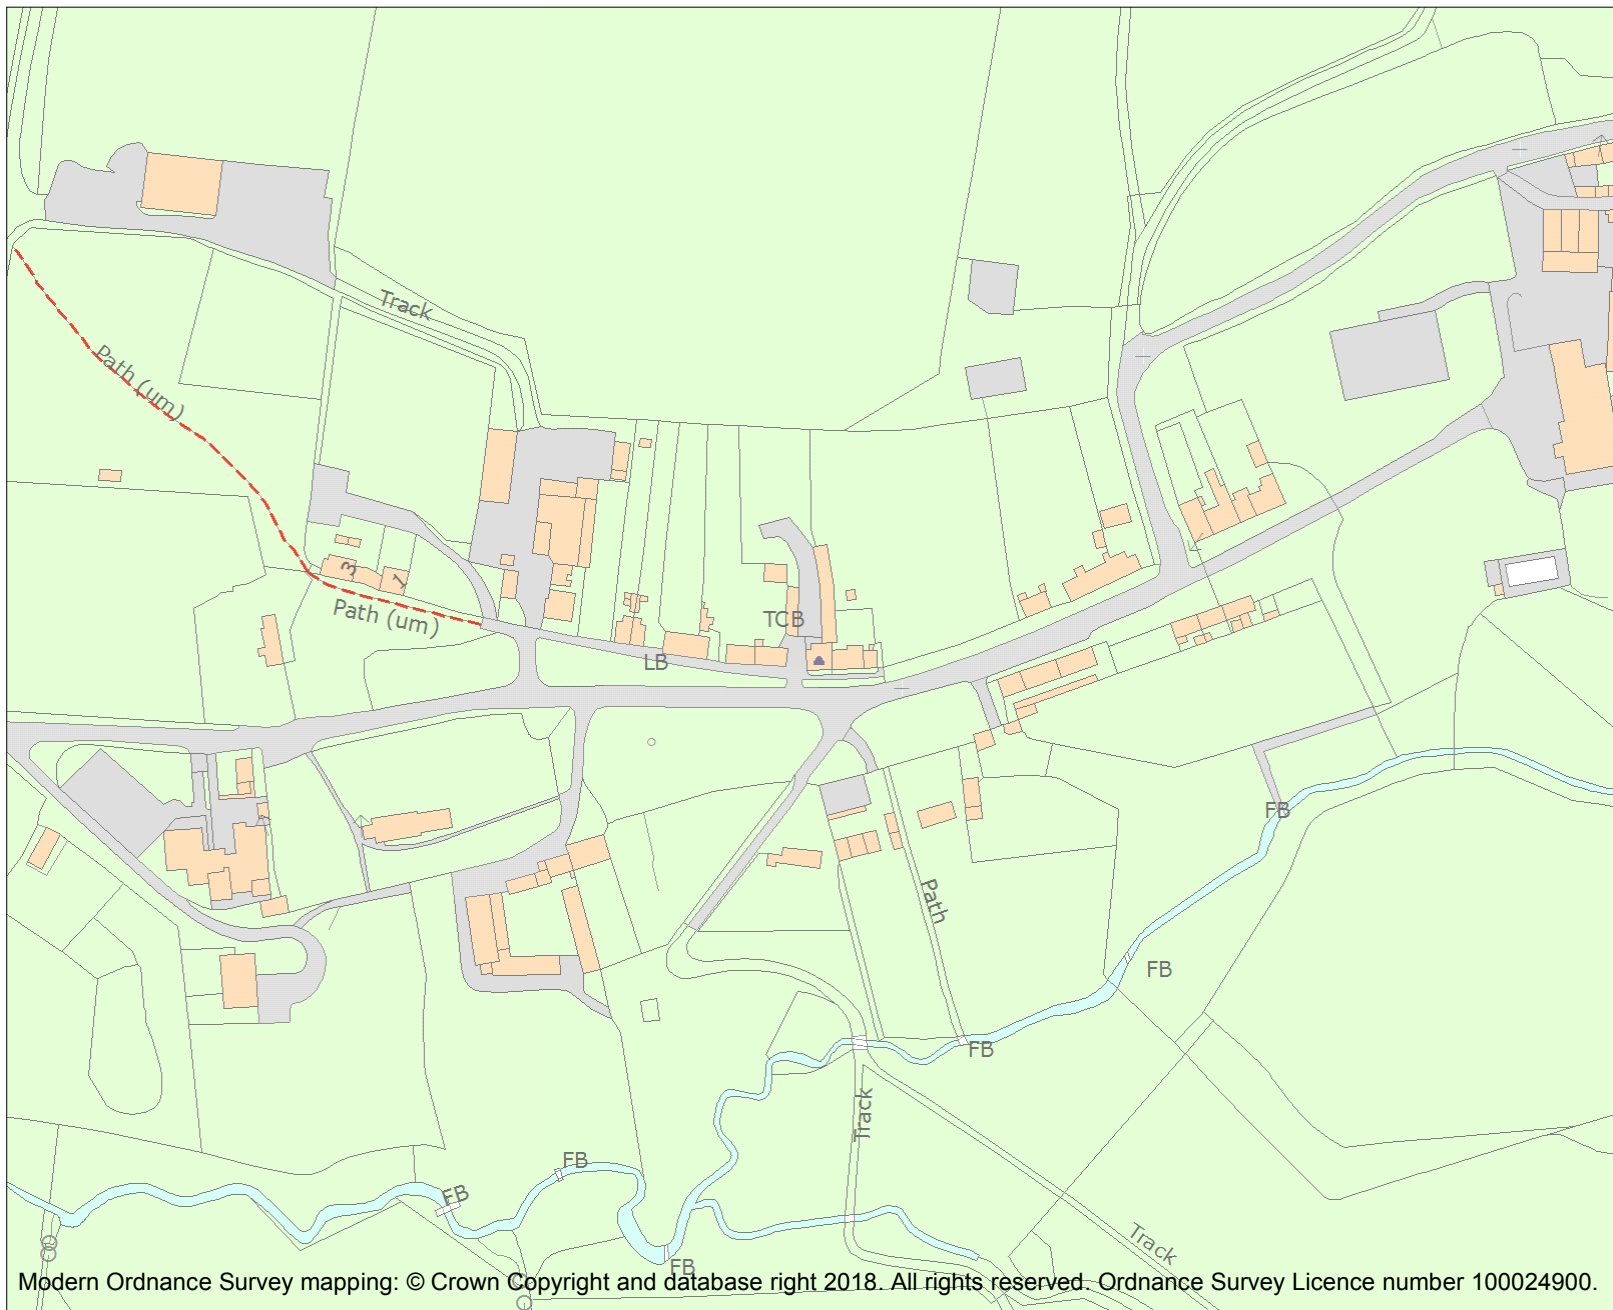 Track
Path (um)
3
1
Path (um)
TCB
LB
FB
Path
FB
FB
Track
FB
FB
Track
FB
Modern Ordnance Survey mapping: © Crown Copyright and database right 2018. All rights reserved. Ordnance Survey Licence number 100024900.